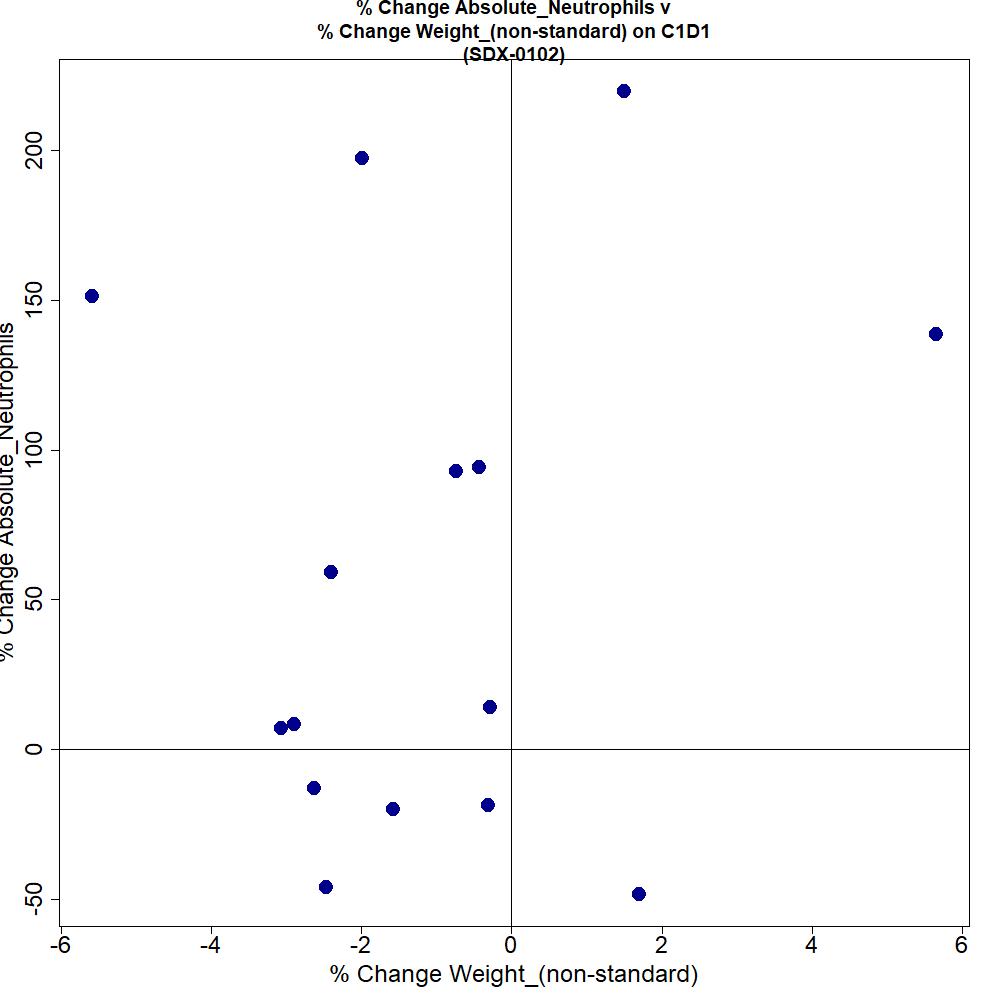 % Change Absolute_Neutrophils v
% Change Weight_(non-standard) on C1D1
(SDX-0102)
% Change Absolute_Neutrophils
200
150
100
50
0
-50
-6
-4
-2
0
2
4
6
% Change Weight_(non-standard)